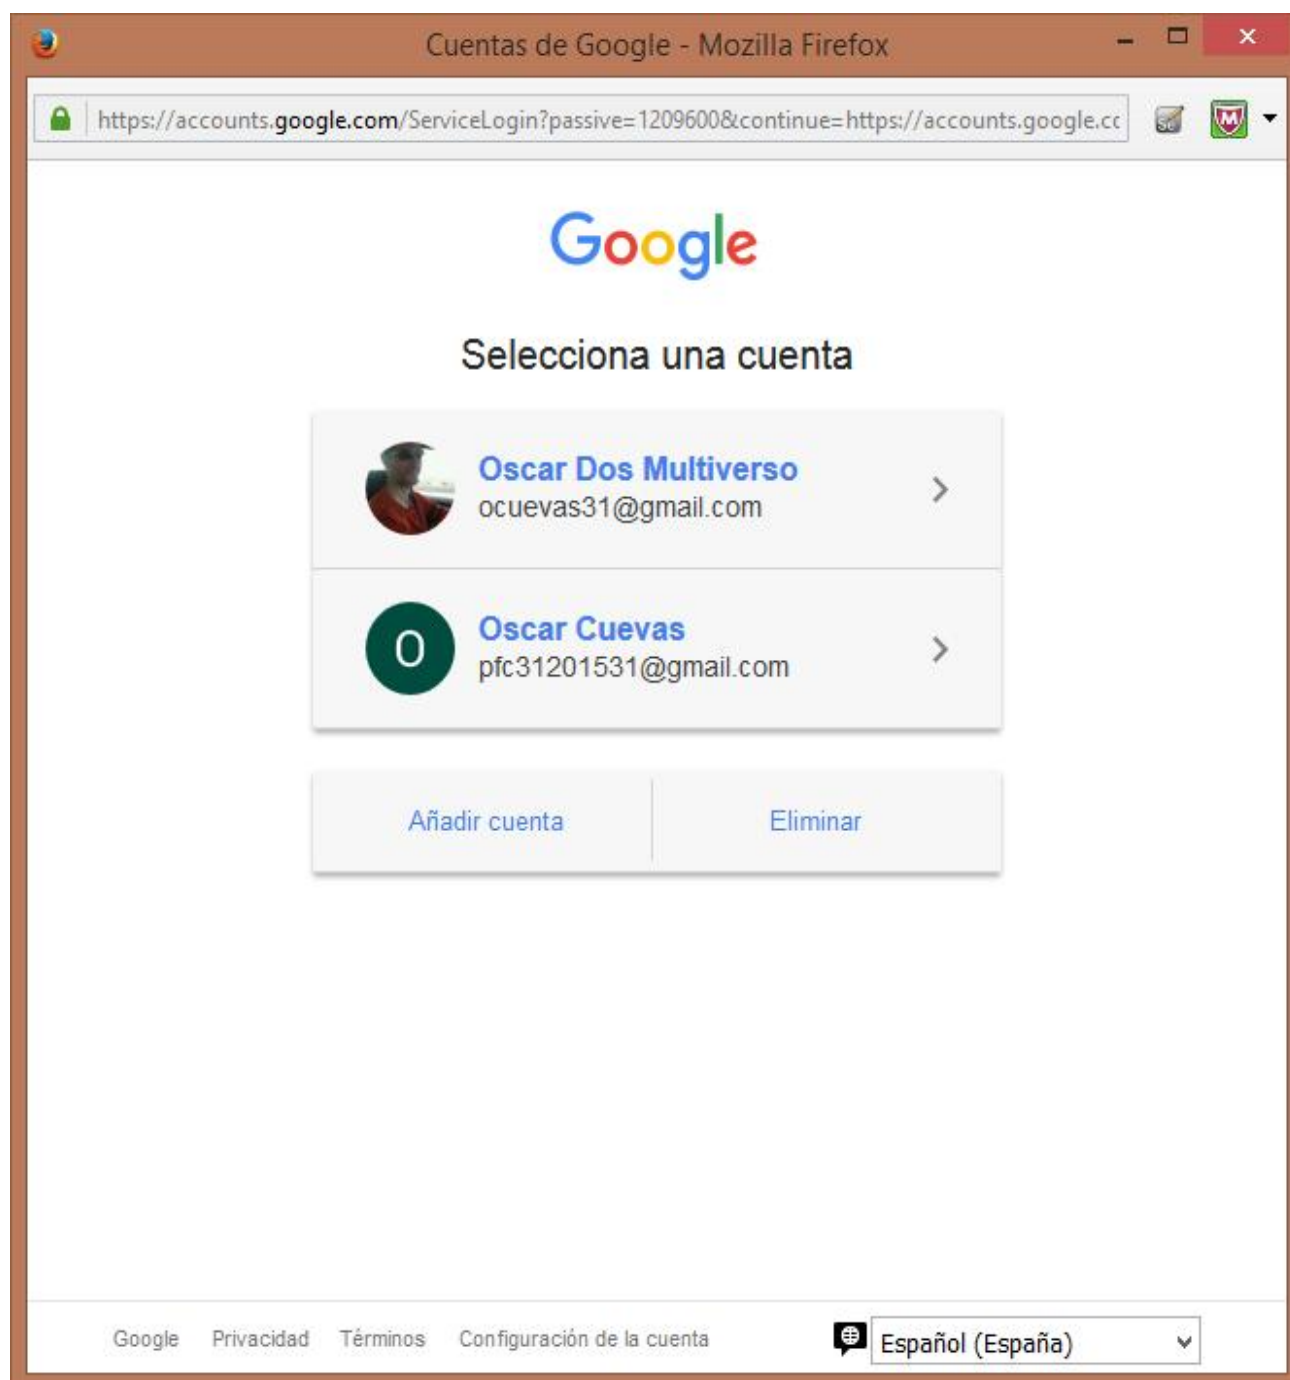 Cuentas de Google - Mozilla Firefox
https://accounts.google.com/ServiceLogin?passive=1209600&continue=https://accounts.google.cc
Google
Selecciona una cuenta
Oscar Dos Multiverso
ocuevas31@gmail.com
O
Oscar Cuevas
pfc31201531@gmail.com
Añadir cuenta Eliminar
Google Privacidad Términos Configuración de la cuenta Español (España)